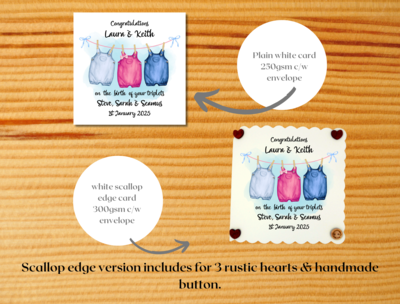 Congratulations
Laura & Keith
on the birth of your triplets
Steve, Sarah & Seamus
18 January 2025
Plain white card
250gsm c/w
envelope
Congratulations
Laura & Keith
on the birth of your triplets
Steve, Sarah & Seamus
18 January 2025
white scallop
edge card
300gsm c/w
envelope
Scallop edge version includes for 3 rustic hearts & handmade
button.